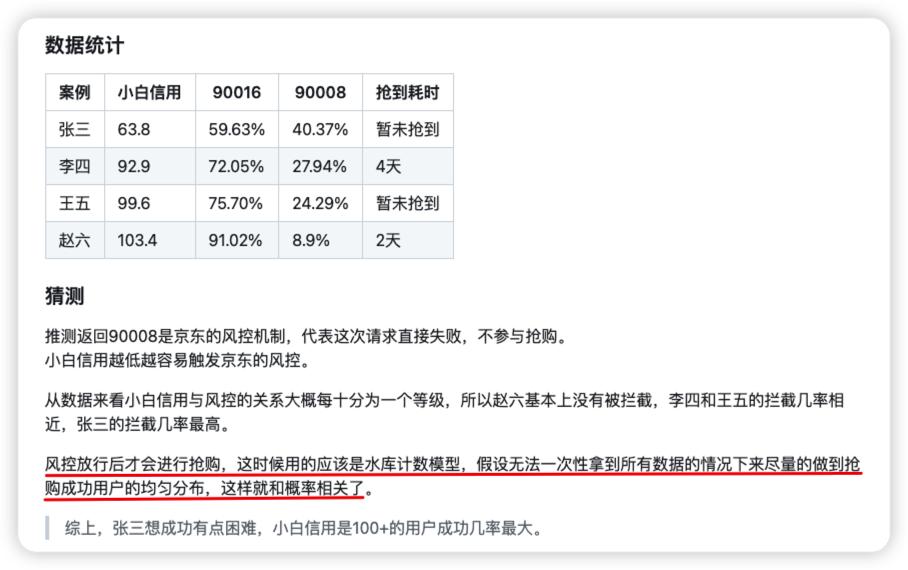 数据统计
案例 小白信用 90016 90008 抢到耗时
张三 63.8 59.63% 40.37% 暂未抢到
李四 92.9 72.05% 27.94% 4天
王五 99.6 75.70% 24.29% 暂未抢到
赵六 103.4 91.02% 8.9% 2天
猜测
推测返回90008是京东的风控机制，代表这次请求直接失败，不参与抢购。
小白信用越低越容易触发京东的风控。
从数据来看小白信用与风控的关系大概每十分为一个等级，所以赵六基本上没有被拦截，李四和王五的拦截几率相
近，张三的拦截几率最高。
风控放行后才会进行抢购，这时候用的应该是水库计数模型，假设无法一次性拿到所有数据的情况下来尽量的做到抢
购成功用户的均匀分布，这样就和概率相关了。
综上，张三想成功有点困难，小白信用是100+的用户成功几率最大。